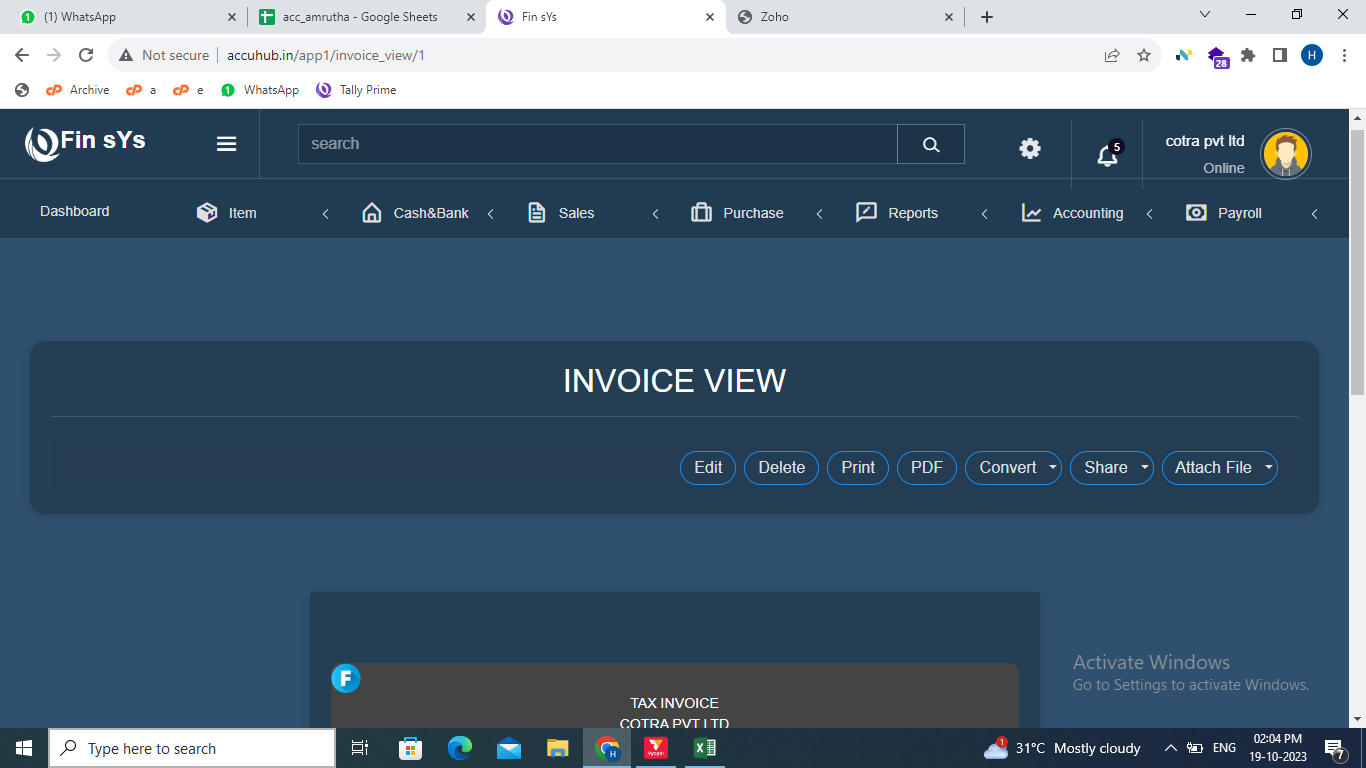 (1) WhatsApp
acc_amrutha - Google Sheets
Fin sYs
Zoho
Not secure
accuhub.in/app1/invoice_view/1
28
H
Archive
a
e
WhatsApp
Tally Prime
Fin sYs
search
5
cotra pvt ltd
Online
Dashboard
Item
Cash&Bank
Sales
Purchase
Reports
Accounting
Payroll
INVOICE VIEW
Edit
Delete
Print
PDF
Convert
Share
Attach File
F
TAX INVOICE
COTRA PVT LTD
Activate Windows
Go to Settings to activate Windows.
Type here to search
1
31°C Mostly cloudy
ENG
02:04 PM
19-10-2023
7